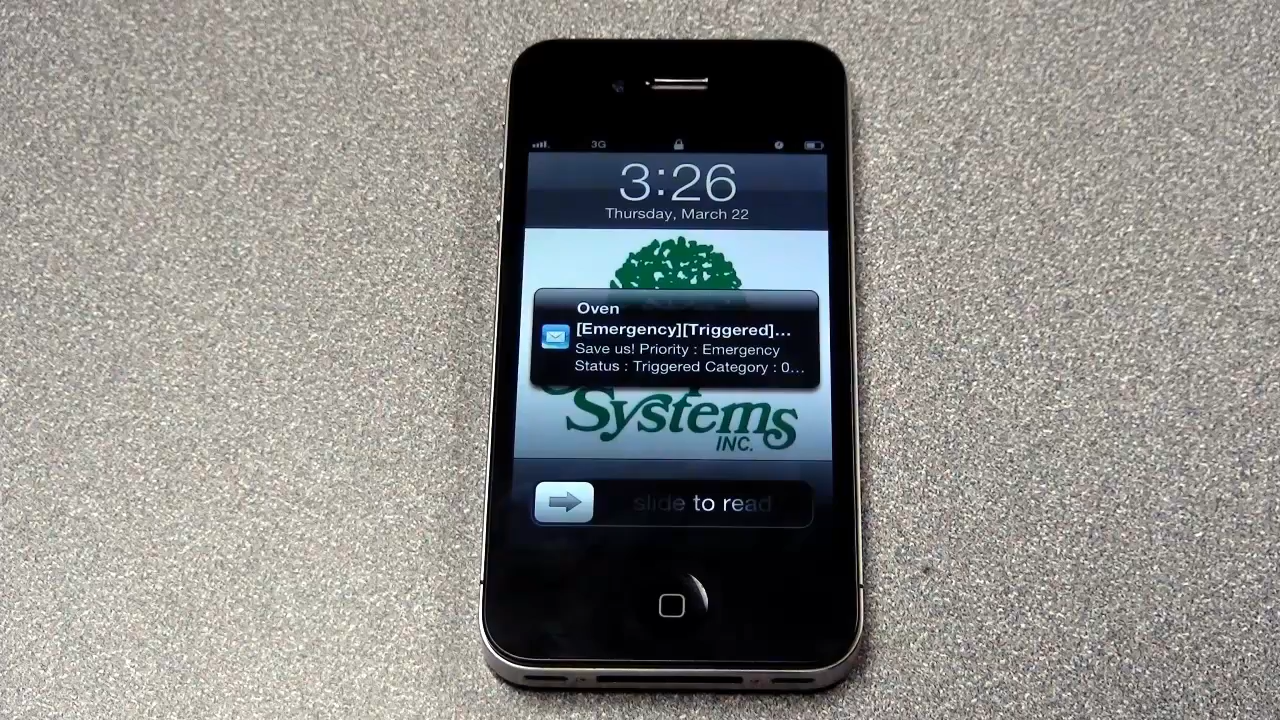 3G
3:26
Thursday, March 22
Oven
[Emergency][Triggered]...
Save us! Priority : Emergency
Status : Triggered Category : 0...
Systems
INC.
slide to read